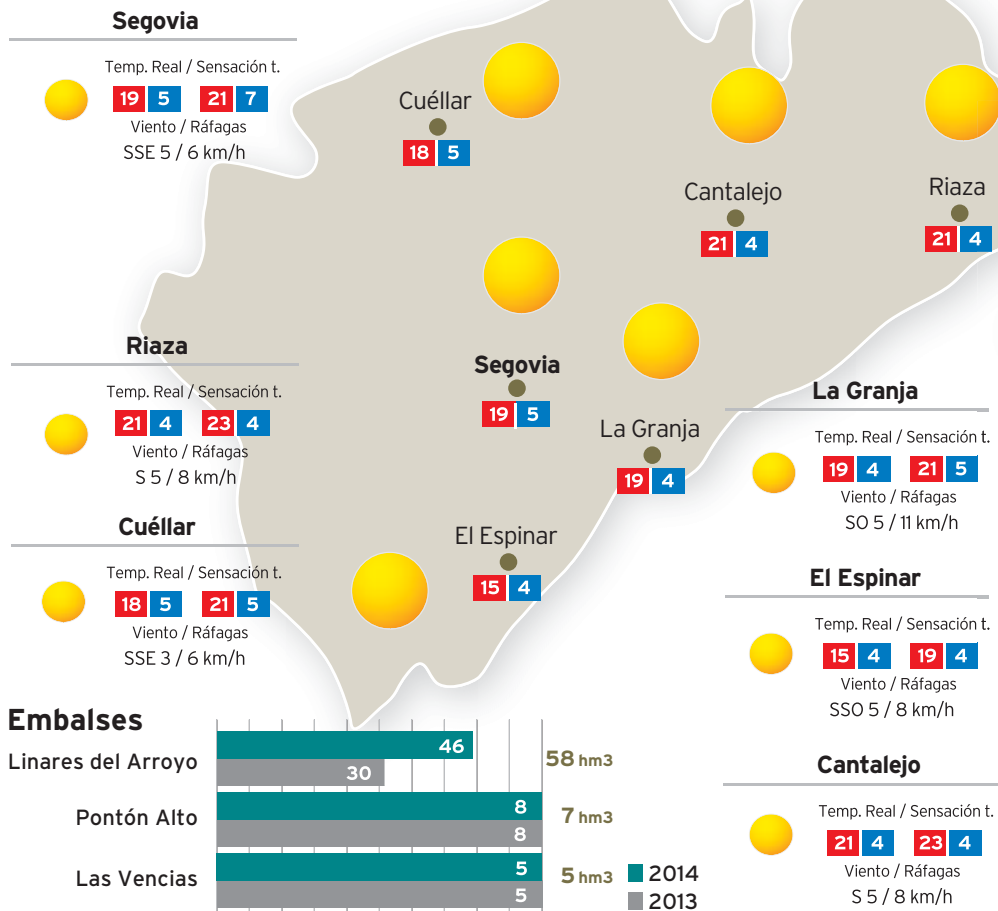 Segovia
Temp. Real / Sensación t.
19 5 21 7
Viento / Ráfagas
SSE 5 / 6 km/h
Riaza
Temp. Real / Sensación t.
21 4 23 4
Viento / Ráfagas
S 5 / 8 km/h
Cuéllar
Temp. Real / Sensación t.
18 5 21 5
Viento / Ráfagas
SSE 3 / 6 km/h
Cuéllar
18 5
Cantalejo
21 4
Riaza
21 4
Segovia
19 5
La Granja
19 4
El Espinar
15 4
La Granja
Temp. Real / Sensación t.
19 4 21 5
Viento / Ráfagas
SO 5 / 11 km/h
El Espinar
Temp. Real / Sensación t.
15 4 19 4
Viento / Ráfagas
SSO 5 / 8 km/h
Cantalejo
Temp. Real / Sensación t.
21 4 23 4
Viento / Ráfagas
S 5 / 8 km/h
Embalses
Linares del Arroyo
46
30
58 hm3
Pontón Alto
8
8
7 hm3
Las Vencias
5
5
5 hm3
2014
2013